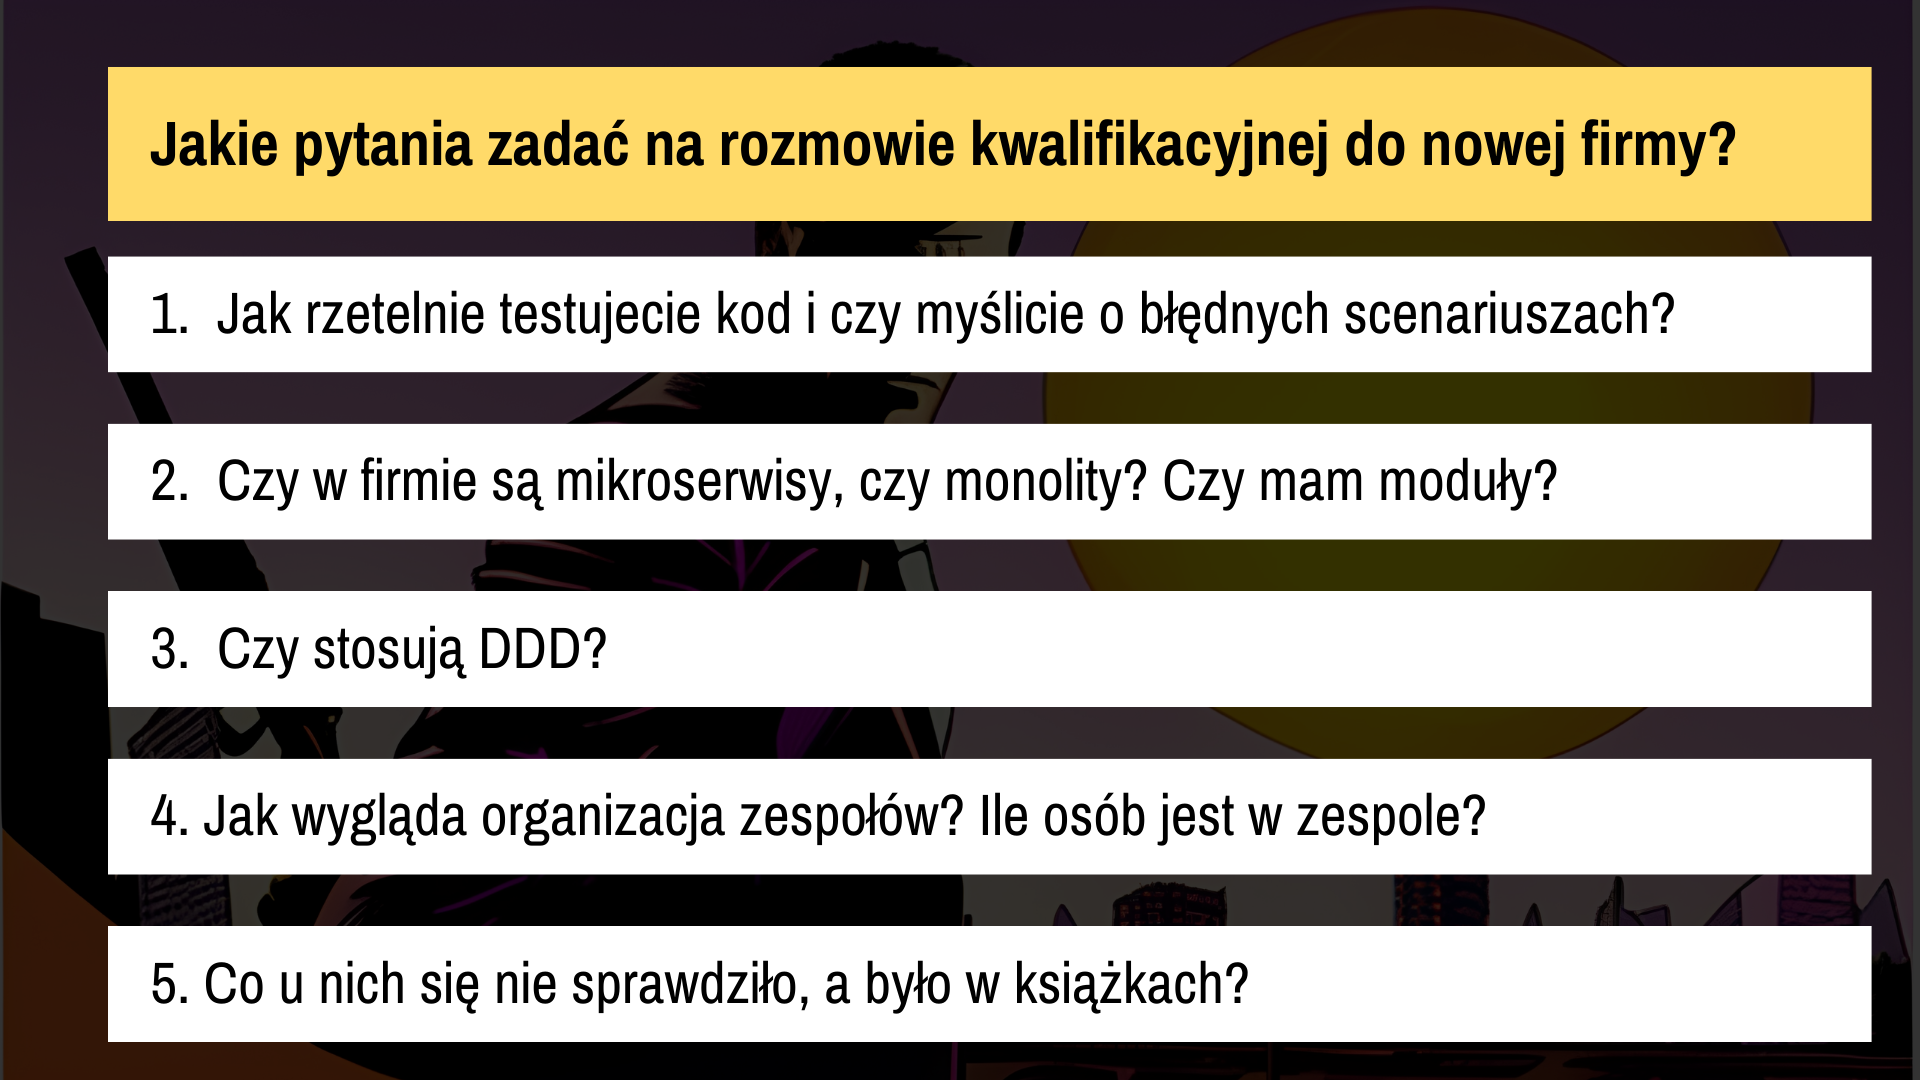 Jakie pytania zadać na rozmowie kwalifikacyjnej do nowej firmy?
1. Jak rzetelnie testujecie kod i czy myślicie o błędnych scenariuszach?
2. Czy w firmie są mikroserwisy, czy monolity? Czy mam moduły?
3. Czy stosują DDD?
4. Jak wygląda organizacja zespołów? Ile osób jest w zespole?
5. Co u nich się nie sprawdziło, a było w książkach?